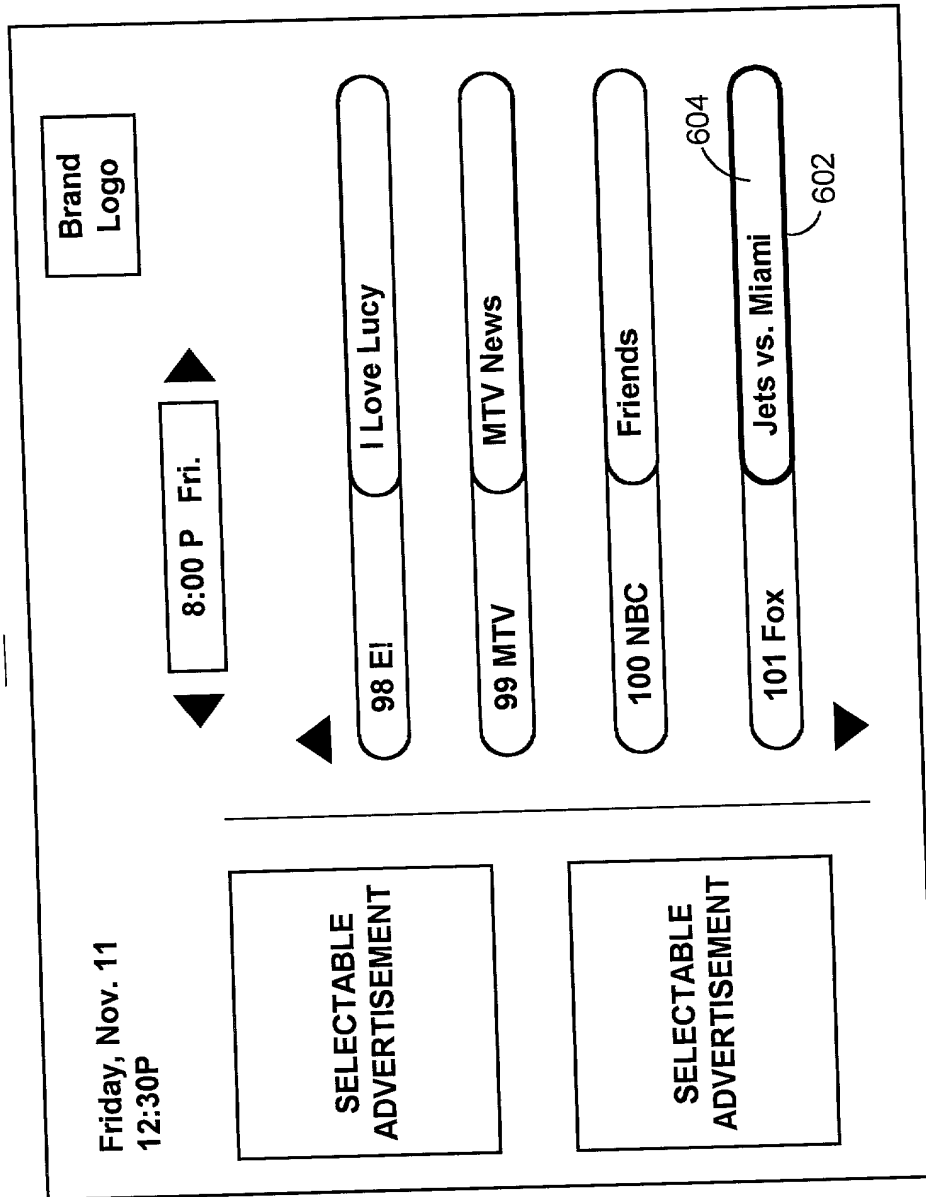 Friday, Nov. 11
12:30P
Brand
Logo
8:00 P Fri.
SELECTABLE
ADVERTISEMENT
SELECTABLE
ADVERTISEMENT
98 E!
I Love Lucy
99 MTV
MTV News
100 NBC
Friends
101 Fox
Jets vs. Miami
604
602